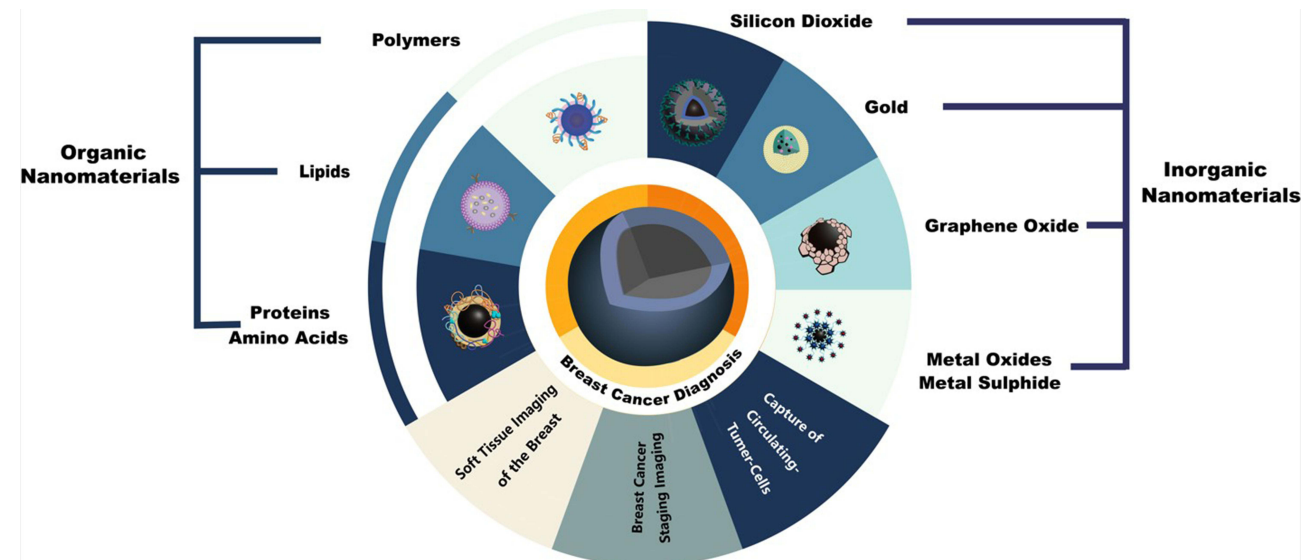 Organic
Nanomaterials
Polymers
Lipids
Proteins
Amino Acids
Silicon Dioxide
Gold
Graphene Oxide
Metal Oxides
Metal Sulphide
Inorganic
Nanomaterials
Breast Cancer Diagnosis
Soft Tissue Imaging
of the Breast
Breast Cancer
Staging Imaging
Capture of
Circulating-
Tumer-Cells